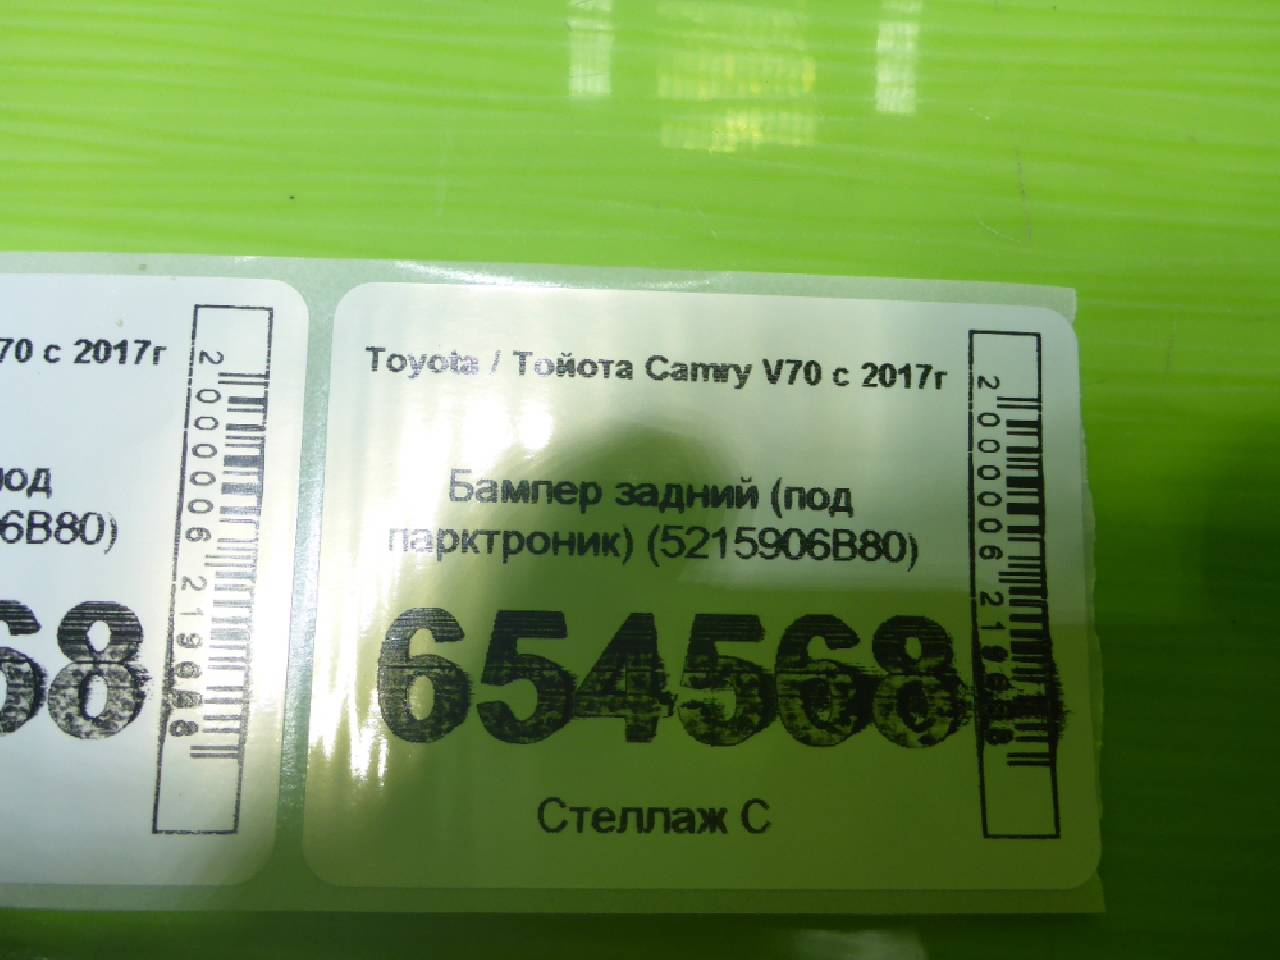 70 с 2017г
под
6B80)
68
Toyota / Тойота Camry V70 с 2017г
Бампер задний (под
парктроник) (5215906B80)
654568
Стеллаж С